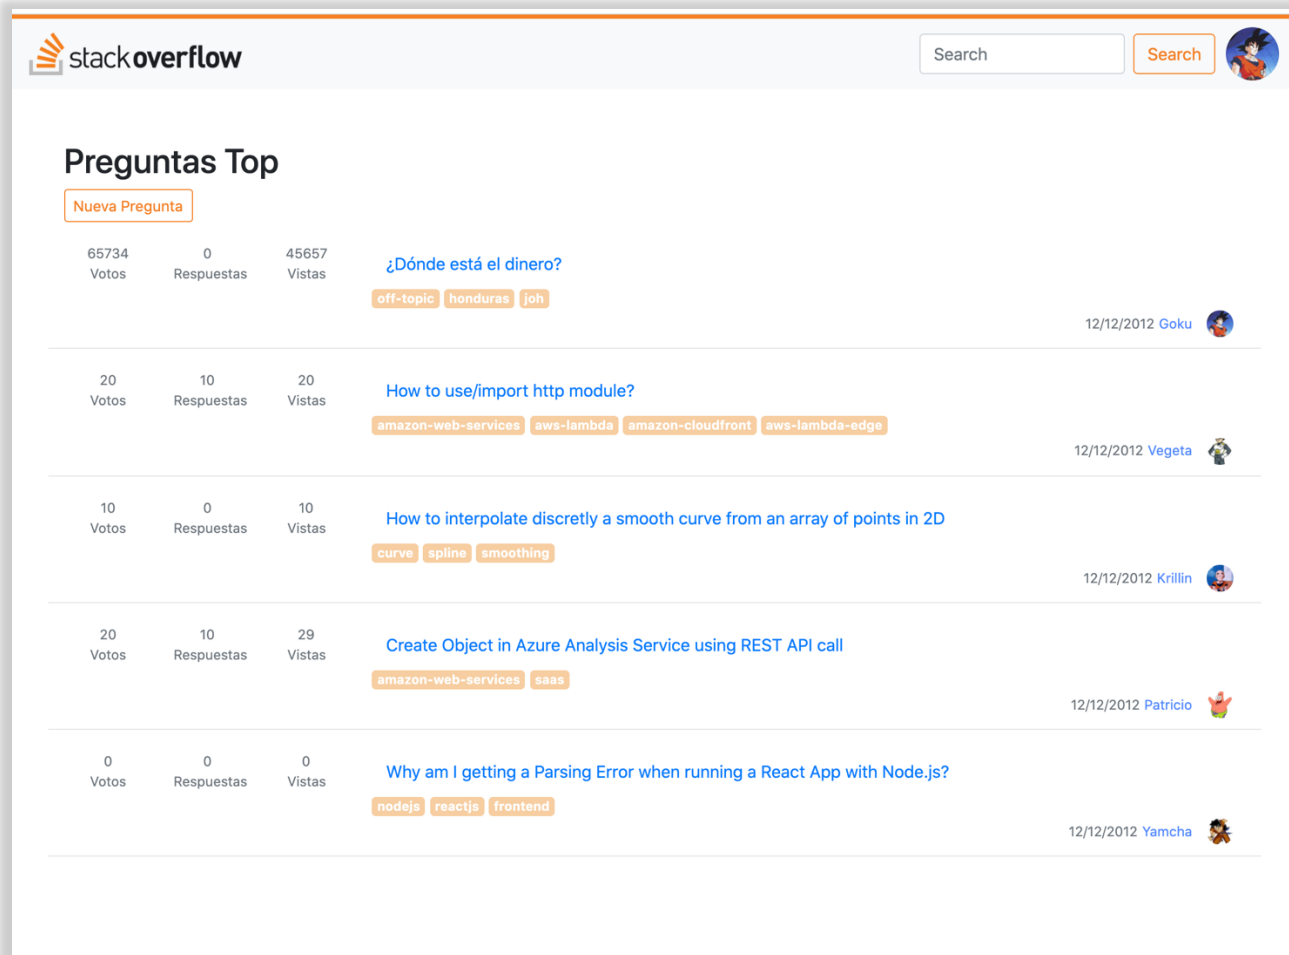 stackoverflow
Search Search
Preguntas Top
Nueva Pregunta
65734 0 45657
Votos Respuestas Vistas
¿Dónde está el dinero?
off-topic honduras joh
12/12/2012 Goku
20 10 20
Votos Respuestas Vistas
How to use/import http module?
amazon-web-services aws-lambda amazon-cloudfront aws-lambda-edge
12/12/2012 Vegeta
10 0 10
Votos Respuestas Vistas
How to interpolate discretly a smooth curve from an array of points in 2D
curve spline smoothing
12/12/2012 Krillin
20 10 29
Votos Respuestas Vistas
Create Object in Azure Analysis Service using REST API call
amazon-web-services saas
12/12/2012 Patricio
0 0 0
Votos Respuestas Vistas
Why am I getting a Parsing Error when running a React App with Node.js?
nodejs reactjs frontend
12/12/2012 Yamcha